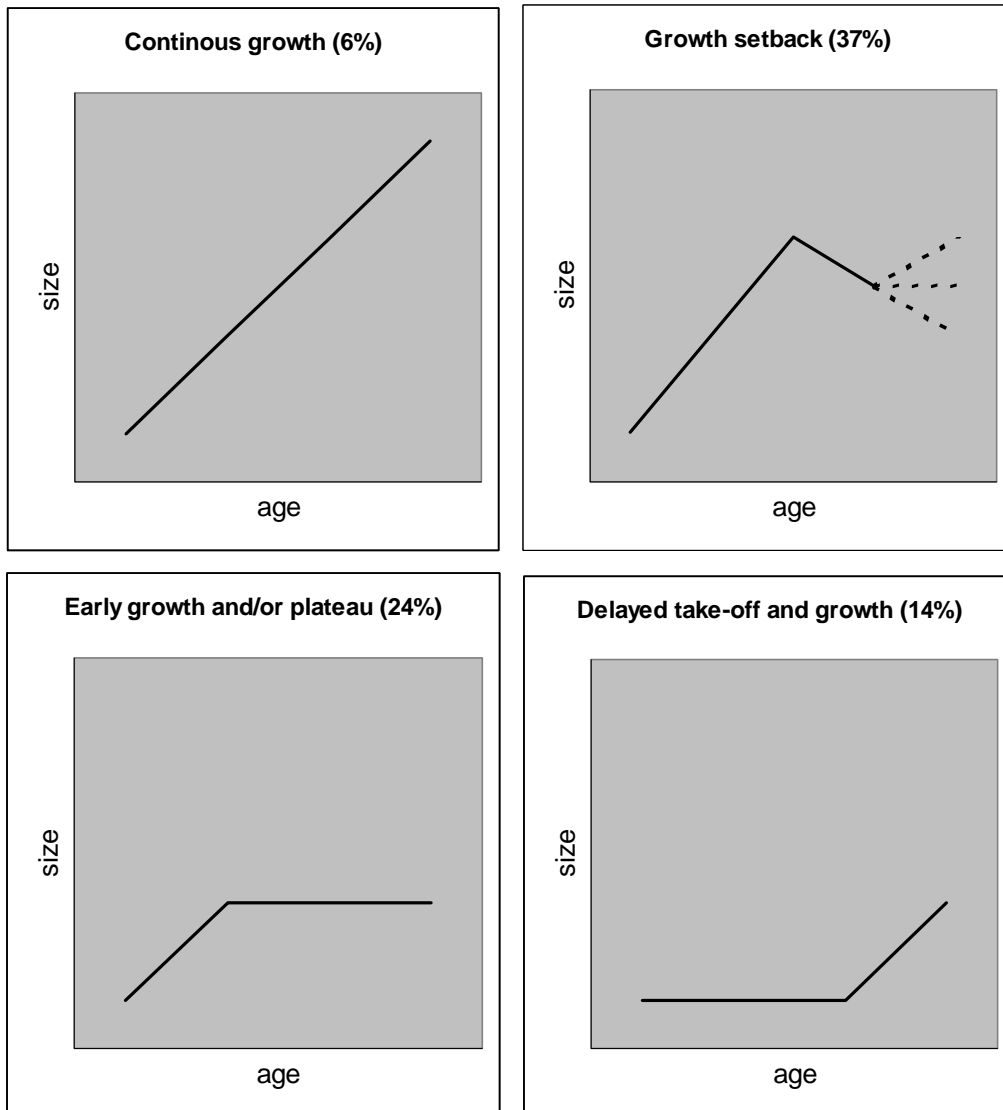 Continous growth (6%)
size
age
Growth setback (37%)
size
age
Early growth and/or plateau (24%)
size
age
Delayed take-off and growth (14%)
size
age